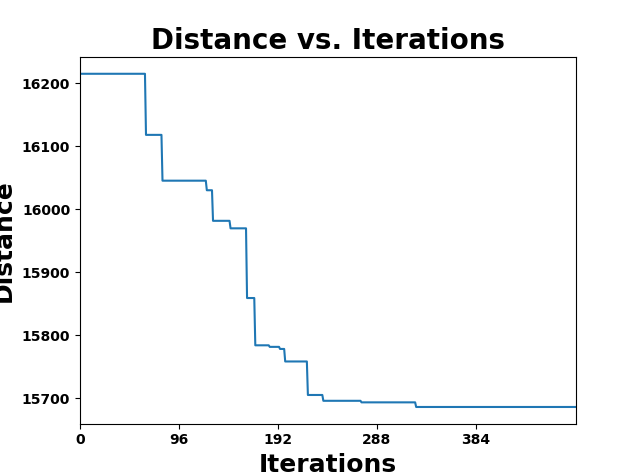 Distance vs. Iterations
16200
16100
16000
15900
15800
15700
Distance
0 96 192 288 384
Iterations